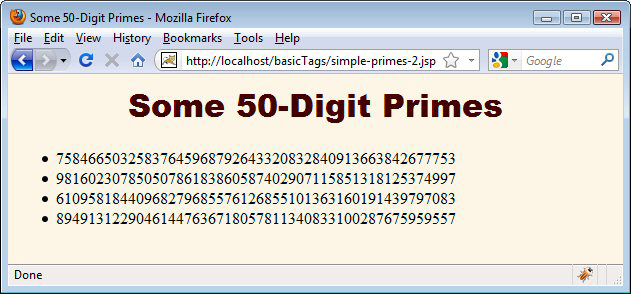 Some 50-Digit Primes - Mozilla Firefox
File Edit View History Bookmarks Tools Help
http://localhost/basicTags/simple-primes-2.jsp Google
Some 50-Digit Primes
75846650325837645968792643320832840913663842677753
98160230785050786183860587402907115851318125374997
61095818440968279685576126855101363160191439797083
89491312290461447636718057811340833100287675959557
Done